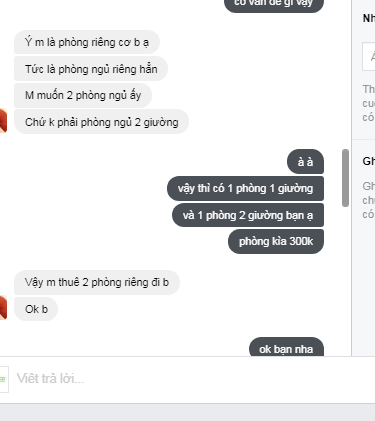 có vấn đề gì vậy
Ý m là phòng riêng cơ b ạ
Tức là phòng ngủ riêng hẳn
M muốn 2 phòng ngủ ấy
Chứ k phải phòng ngủ 2 giường
à à
vậy thì có 1 phòng 1 giường
và 1 phòng 2 giường bạn ạ
phòng kia 300k
Vậy m thuê 2 phòng riêng đi b
Ok b
ok bạn nha
Viết trả lời...
Nh
Th
cu
có
Gh
Gh
ch
có